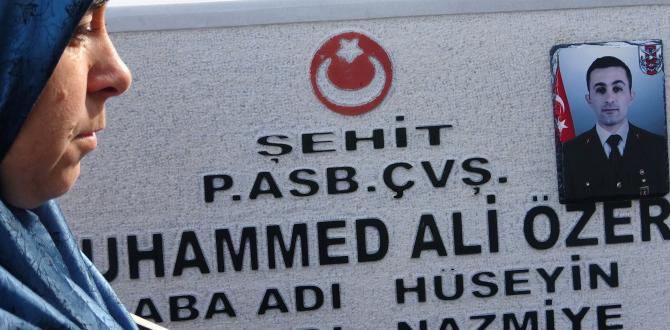 ŞEHİT
P.ASB.ÇVŞ.
MUHAMMED ALİ ÖZER
BABA ADI HÜSEYİN
NAZMİYE